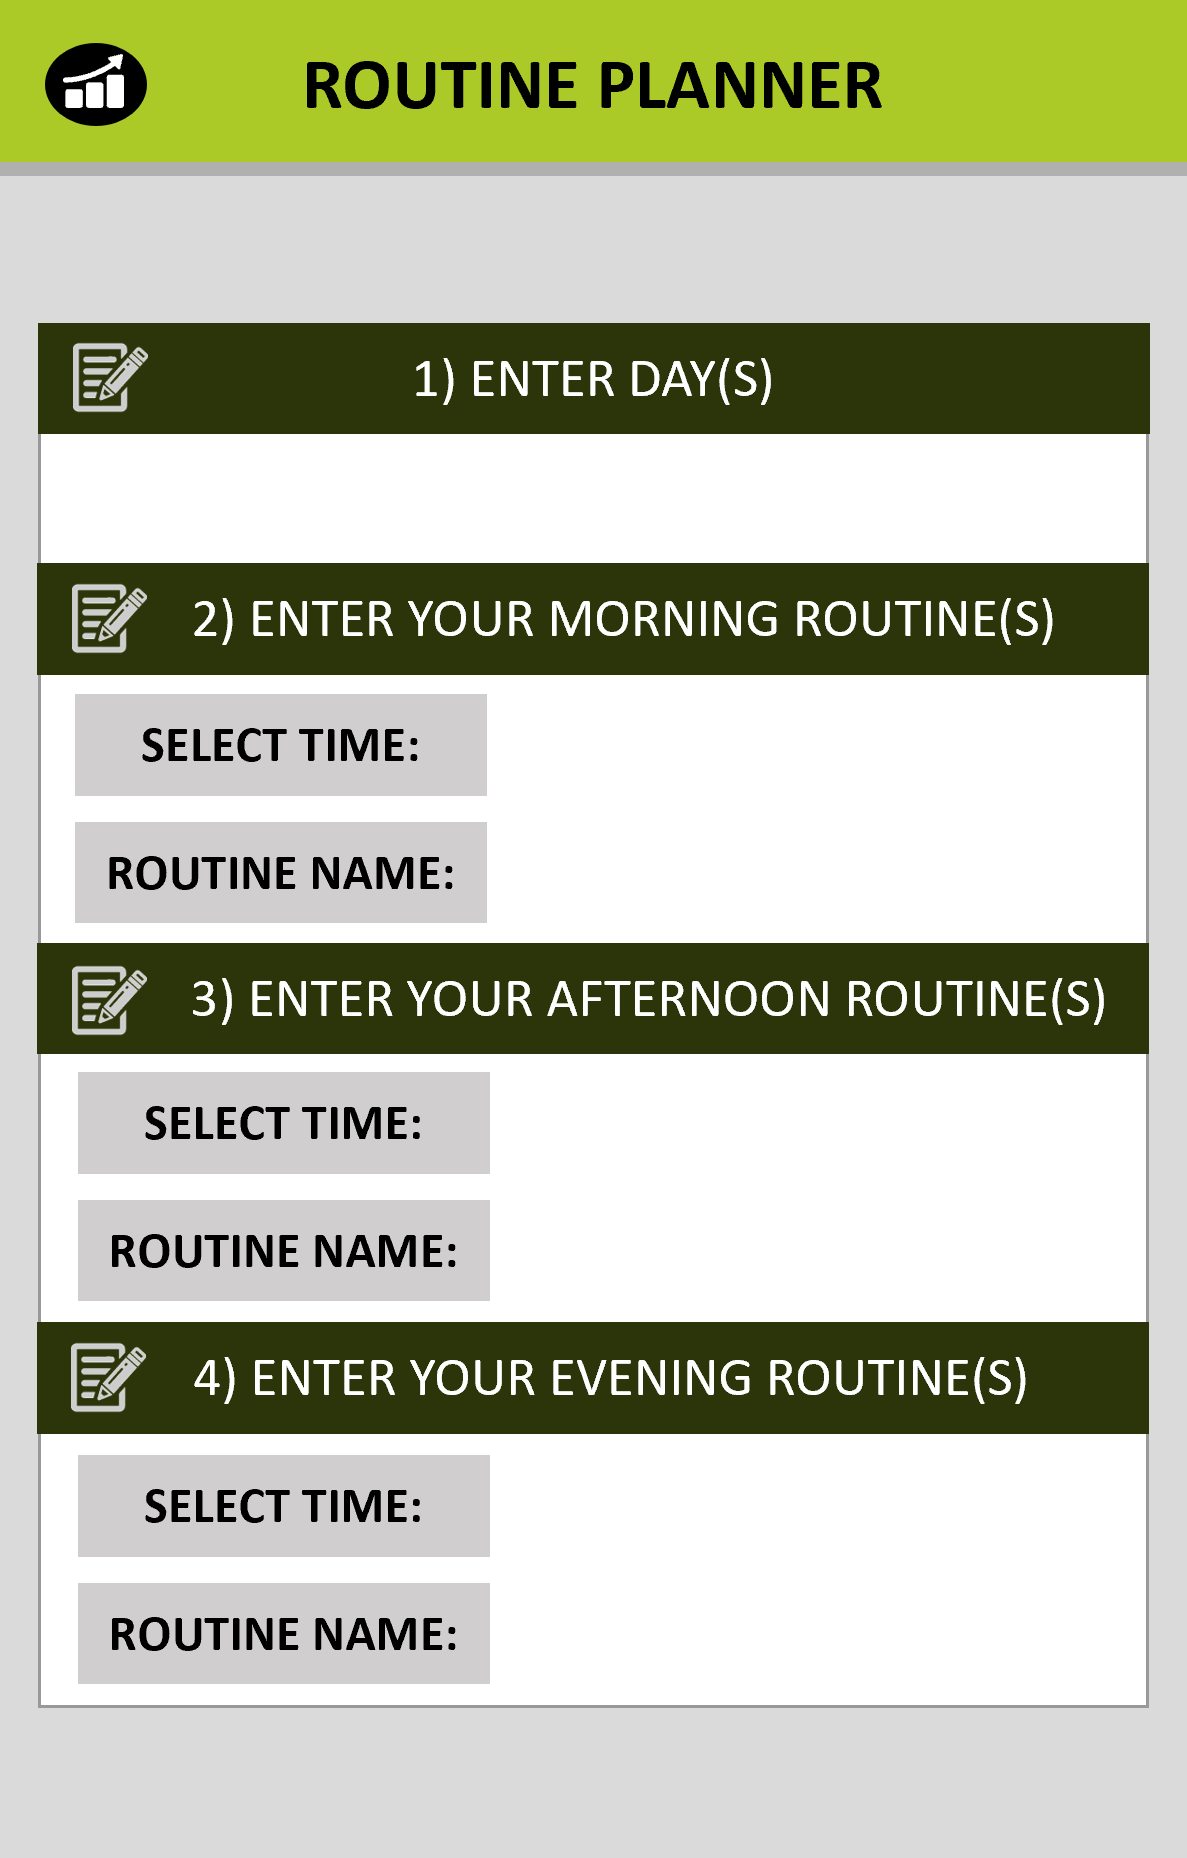 ROUTINE PLANNER
1) ENTER DAY(S)
2) ENTER YOUR MORNING ROUTINE(S)
SELECT TIME:
ROUTINE NAME:
3) ENTER YOUR AFTERNOON ROUTINE(S)
SELECT TIME:
ROUTINE NAME:
4) ENTER YOUR EVENING ROUTINE(S)
SELECT TIME:
ROUTINE NAME: